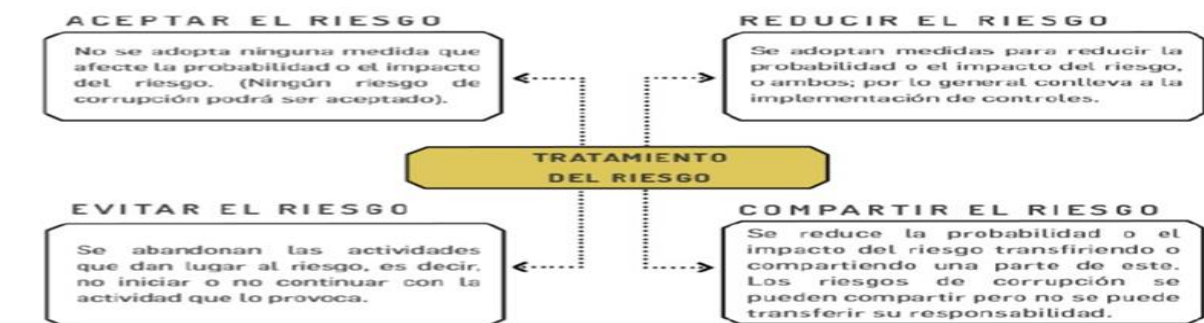 ACEPTAR EL RIESGO
No se adopta ninguna medida que
afecte la probabilidad o el impacto
del riesgo. (Ningún riesgo de
corrupción podrá ser aceptado).
REDUCIR EL RIESGO
Se adoptan medidas para reducir la
probabilidad o el impacto del riesgo,
o ambos; por lo general conlleva a la
implementación de controles.
TRATAMIENTO
DEL RIESGO
EVITAR EL RIESGO
Se abandonan las actividades
que dan lugar al riesgo, es decir,
no iniciar o no continuar con la
actividad que lo provoca.
COMPARTIR EL RIESGO
Se reduce la probabilidad o el
impacto del riesgo transfiriendo o
compartiendo una parte de este.
Los riesgos de corrupción se
pueden compartir pero no se puede
transferir su responsabilidad.